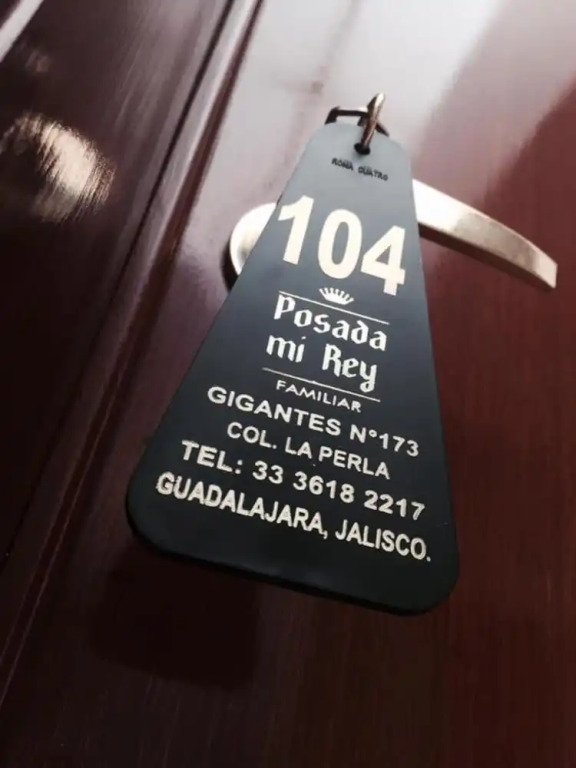 104
Posada
mi Rey
FAMILIAR
GIGANTES N°173
COL. LA PERLA
TEL: 33 3618 2217
GUADALAJARA, JALISCO.